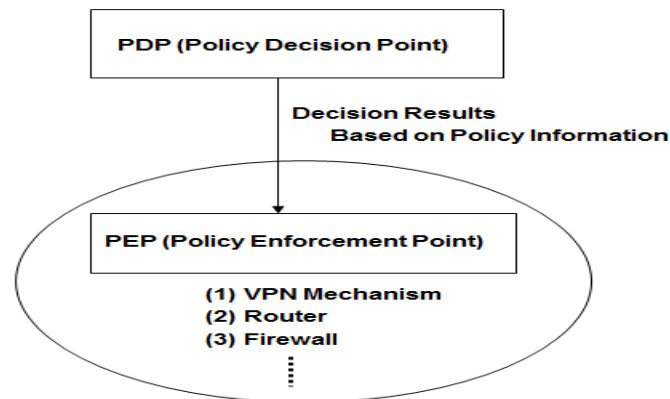 PDP (Policy Decision Point)
Decision Results
Based on Policy Information
PEP (Policy Enforcement Point)
(1) VPN Mechanism
(2) Router
(3) Firewall